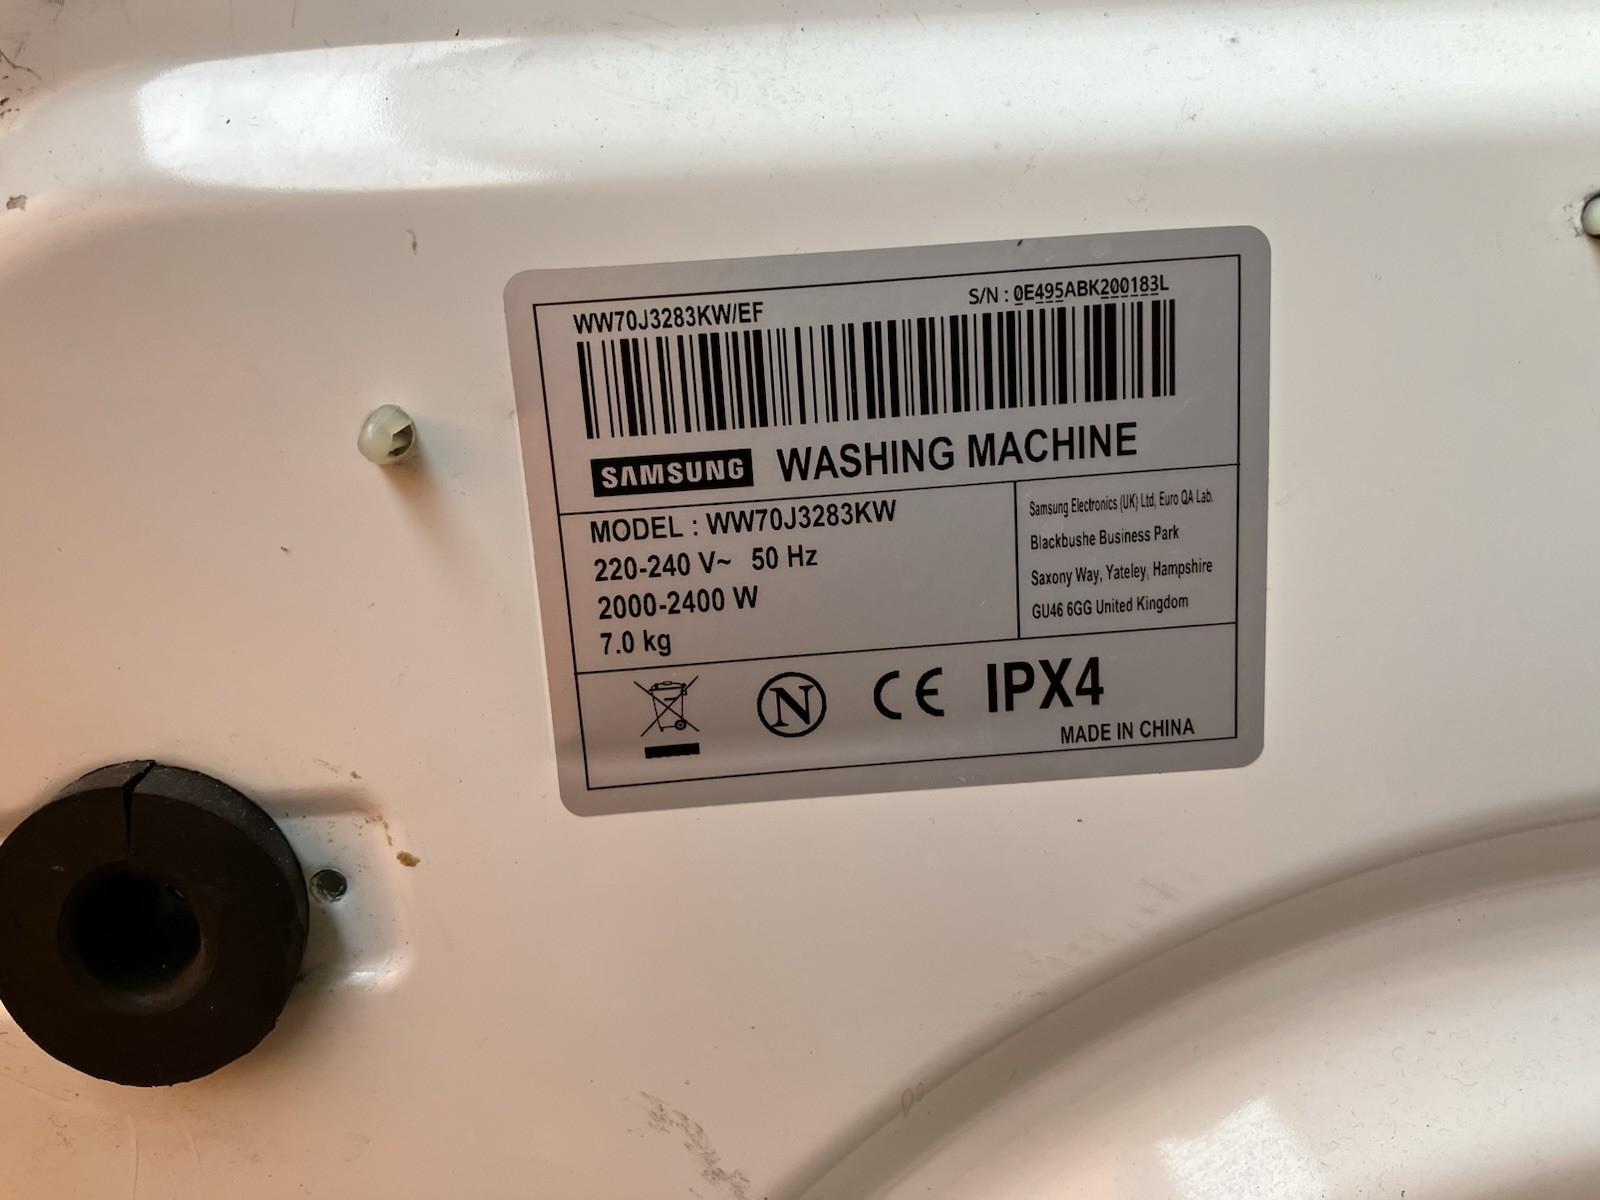 WW70J3283KW/EF
S/N : 0E495ABK200183L
SAMSUNG WASHING MACHINE
MODEL : WW70J3283KW
220-240 V~ 50 Hz
2000-2400 W
7.0 kg
Samsung Electronics (UK) Ltd, Euro QA Lab.
Blackbushe Business Park
Saxony Way, Yateley, Hampshire
GU46 6GG United Kingdom
N CE IPX4
MADE IN CHINA